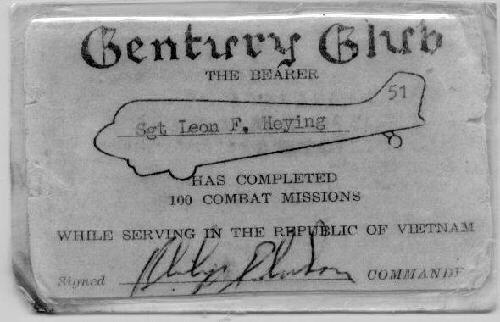 Century Club
THE BEARER
51
Sgt Leon F. Heying
HAS COMPLETED
100 COMBAT MISSIONS
WHILE SERVING IN THE REPUBLIC OF VIETNAM
Signed COMMANDE